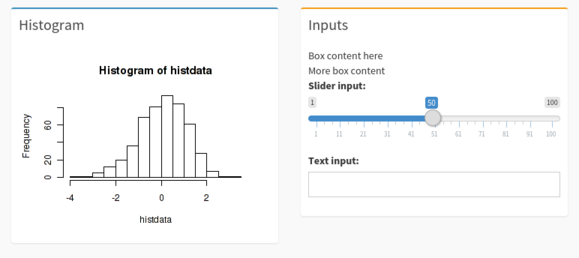 Histogram
Histogram of histdata
Frequency
60
20
0
-4 -2 0 2
histdata
Inputs
Box content here
More box content
Slider input:
1 50 100
1 11 21 31 41 51 61 71 81 91 100
Text input: